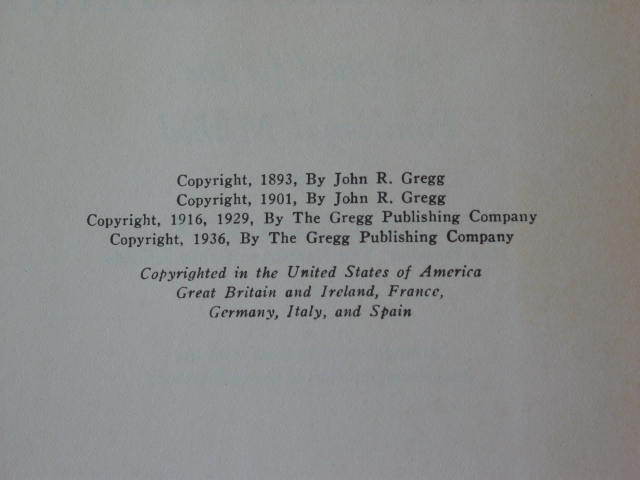 Copyright, 1893, By John R. Gregg
Copyright, 1901, By John R. Gregg
Copyright, 1916, 1929, By The Gregg Publishing Company
Copyright, 1936, By The Gregg Publishing Company
Copyrighted in the United States of America
Great Britain and Ireland, France,
Germany, Italy, and Spain